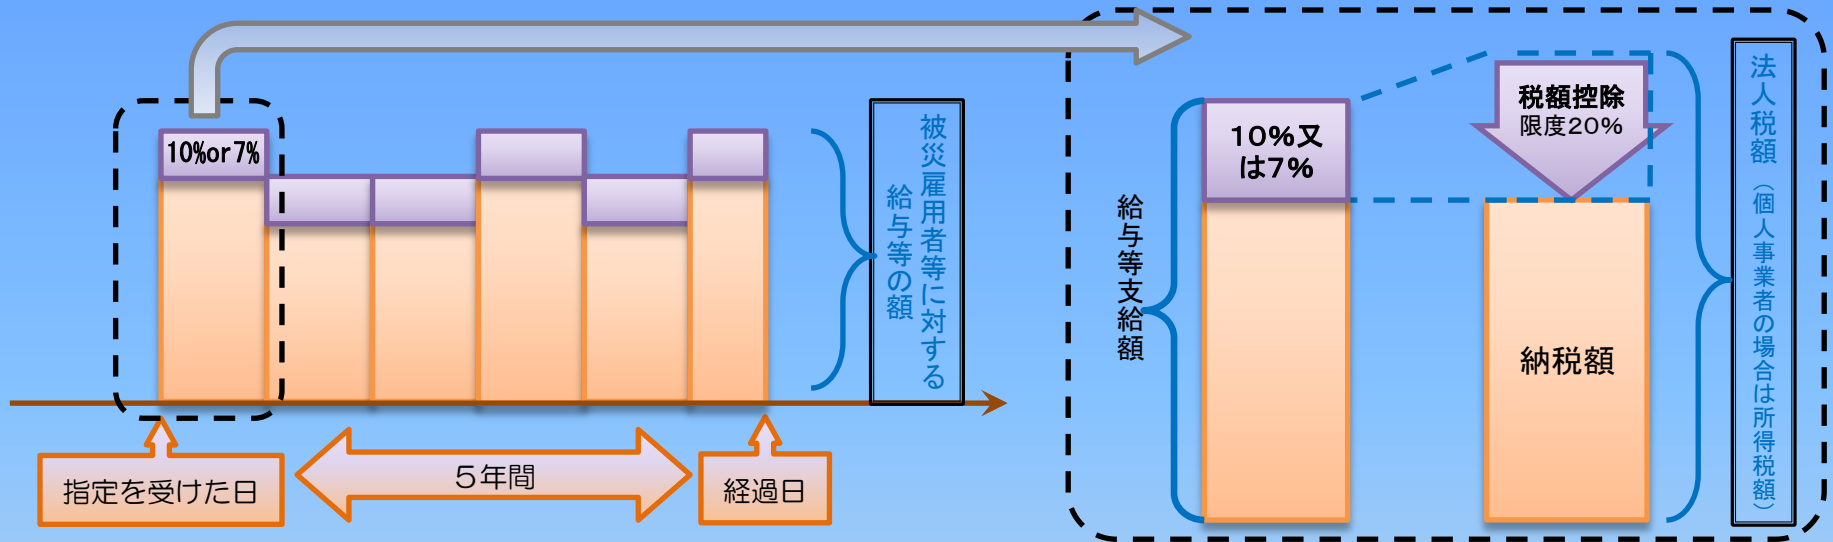 10%or7%
被災雇用者等に対する
給与等の額
指定を受けた日
5年間
経過日
給与等支給額
10%又
は7%
税額控除
限度20%
納税額
法人税額（個人事業者の場合は所得税額）